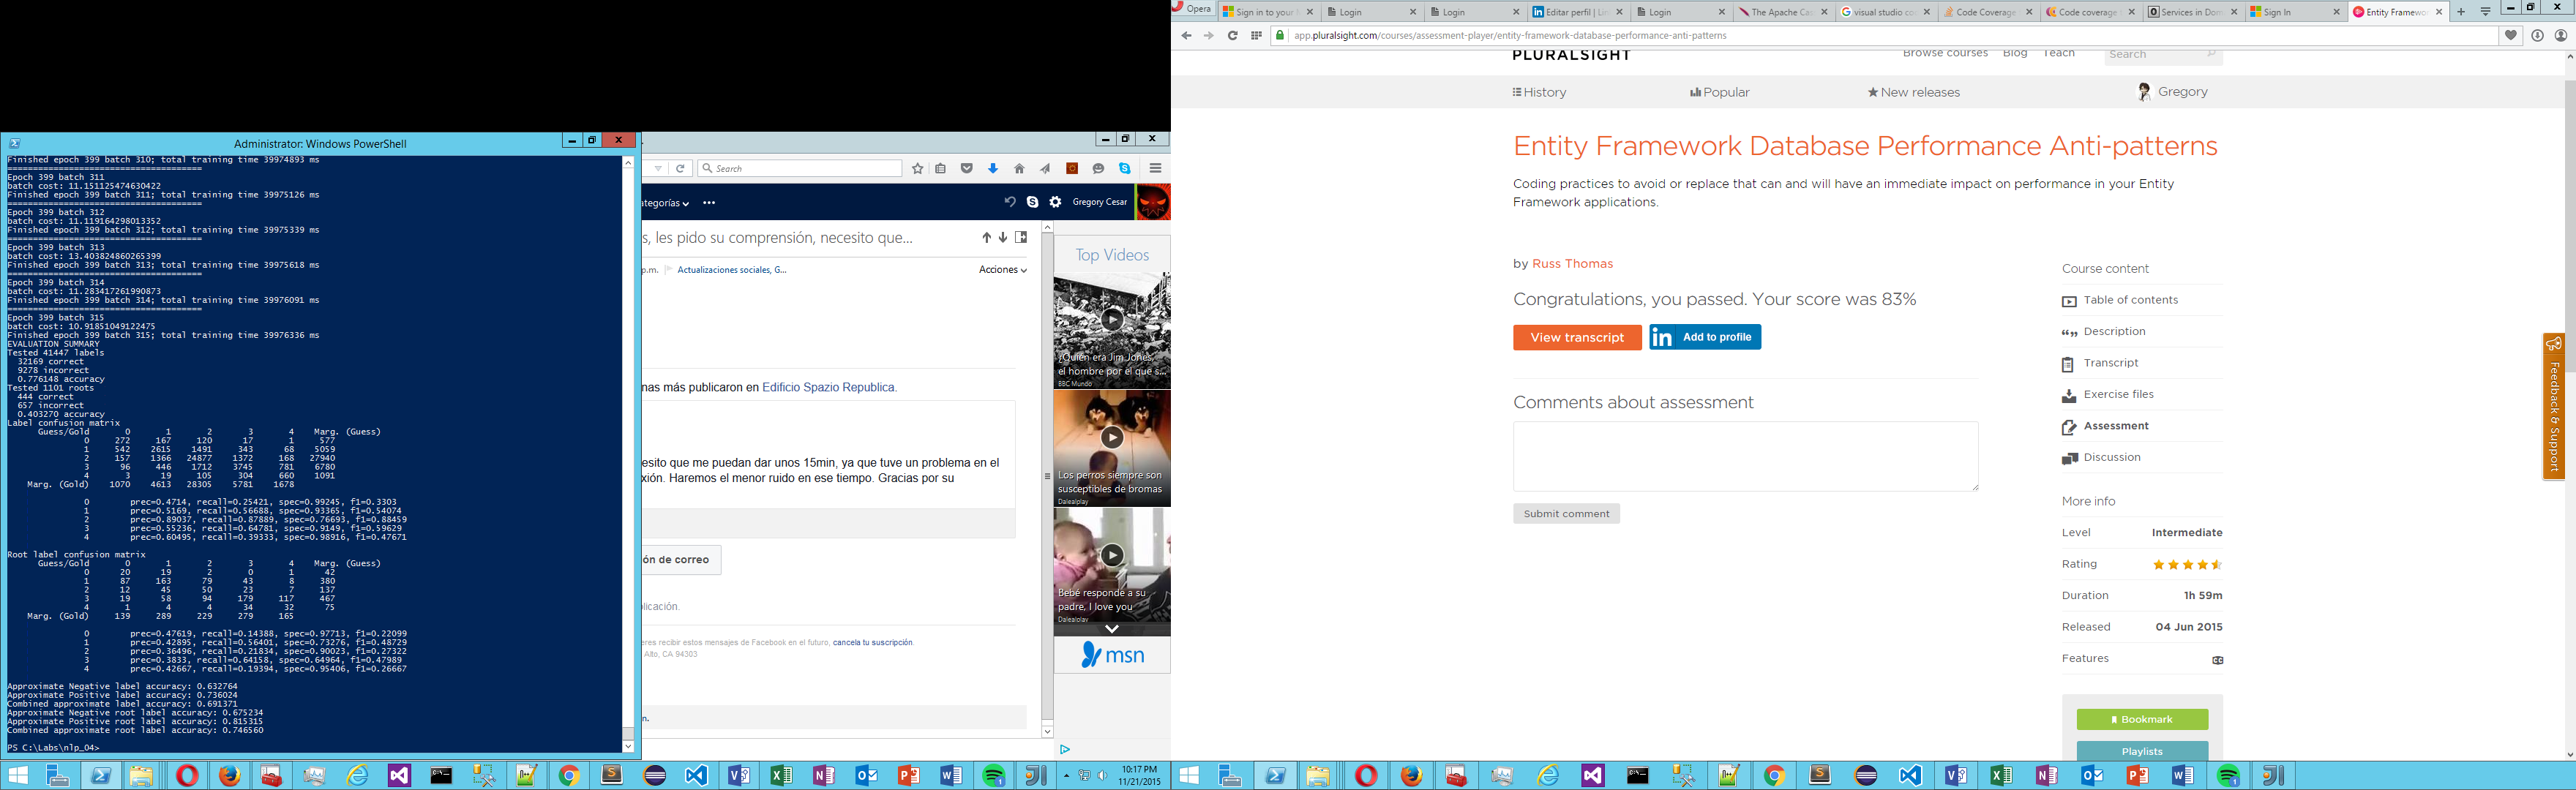 Administrator: Windows PowerShell
Finished epoch 399 batch 310; total training time 39974893 ms
======================================
Epoch 399 batch 311
batch cost: 11.151125474630422
Finished epoch 399 batch 311; total training time 39975126 ms
======================================
Epoch 399 batch 312
batch cost: 11.119164298013352
Finished epoch 399 batch 312; total training time 39975339 ms
======================================
Epoch 399 batch 313
batch cost: 13.403824860265399
Finished epoch 399 batch 313; total training time 39975618 ms
======================================
Epoch 399 batch 314
batch cost: 11.283417261990873
Finished epoch 399 batch 314; total training time 39976091 ms
======================================
Epoch 399 batch 315
batch cost: 10.91851049122475
Finished epoch 399 batch 315; total training time 39976336 ms
EVALUATION SUMMARY
Tested 41447 labels
32169 correct
9278 incorrect
0.776148 accuracy
Tested 1101 roots
444 correct
657 incorrect
0.403270 accuracy
Label confusion matrix
Guess/Gold 0 1 2 3 4 Marg. (Guess)
0 272 167 120 17 1 577
1 542 2615 1491 343 68 5059
2 157 1366 24877 1372 168 27940
3 96 446 1712 3745 781 6780
4 3 19 105 304 660 1091
Marg. (Gold) 1070 4613 28305 5781 1678
0 prec=0.4714, recall=0.25421, spec=0.99245, f1=0.3303
1 prec=0.5169, recall=0.56688, spec=0.93365, f1=0.54074
2 prec=0.89037, recall=0.87889, spec=0.76693, f1=0.88459
3 prec=0.55236, recall=0.64781, spec=0.9149, f1=0.59629
4 prec=0.60495, recall=0.39333, spec=0.98916, f1=0.47671
Root label confusion matrix
Guess/Gold 0 1 2 3 4 Marg. (Guess)
0 20 19 2 0 1 42
1 87 163 79 43 8 380
2 12 45 50 23 7 137
3 19 58 94 179 117 467
4 1 4 4 34 32 75
Marg. (Gold) 139 289 229 279 165
0 prec=0.47619, recall=0.14388, spec=0.97713, f1=0.22099
1 prec=0.42895, recall=0.56401, spec=0.73276, f1=0.48729
2 prec=0.36496, recall=0.21834, spec=0.90023, f1=0.27322
3 prec=0.3833, recall=0.64158, spec=0.64964, f1=0.47989
4 prec=0.42667, recall=0.19394, spec=0.95406, f1=0.26667
Approximate Negative label accuracy: 0.632764
Approximate Positive label accuracy: 0.736024
Combined approximate label accuracy: 0.691371
Approximate Negative root label accuracy: 0.675234
Approximate Positive root label accuracy: 0.815315
Combined approximate root label accuracy: 0.746560
PS C:\Labs\nlp_04>
Search
ategorías
Gregory Cesar
s, les pido su comprensión, necesito que...
p.m. Actualizaciones sociales, G...
Acciones
nas más publicaron en Edificio Spazio Republica.
esito que me puedan dar unos 15min, ya que tuve un problema en el
xión. Haremos el menor ruido en ese tiempo. Gracias por su
ón de correo
licación.
eres recibir estos mensajes de Facebook en el futuro, cancela tu suscripción
Alto, CA 94303
n.
Top Videos
¿Quién era Jim Jones,
el hombre por el que s...
BBC Mundo
Los perros siempre son
susceptibles de bromas
Dalealplay
Bebé responde a su
padre, I love you
Dalealplay
msn
10:17 PM
11/21/2015
Opera
Sign in to your
Login
Login
Editar perfil | Lin
Login
The Apache Cas
visual studio co
Code Coverage
Code coverage
Services in Dom
Sign In
Entity Framewo
app.pluralsight.com/courses/assessment-player/entity-framework-database-performance-anti-patterns
PLURALSIGHT
Browse courses Blog Teach
Search
History
Popular
New releases
Gregory
Entity Framework Database Performance Anti-patterns
Coding practices to avoid or replace that can and will have an immediate impact on performance in your Entity
Framework applications.
by Russ Thomas
Congratulations, you passed. Your score was 83%
View transcript
in Add to profile
Comments about assessment
Submit comment
Course content
Table of contents
Description
Transcript
Exercise files
Assessment
Discussion
More info
Level Intermediate
Rating
Duration 1h 59m
Released 04 Jun 2015
Features CC
Bookmark
Playlists
Feedback & Support